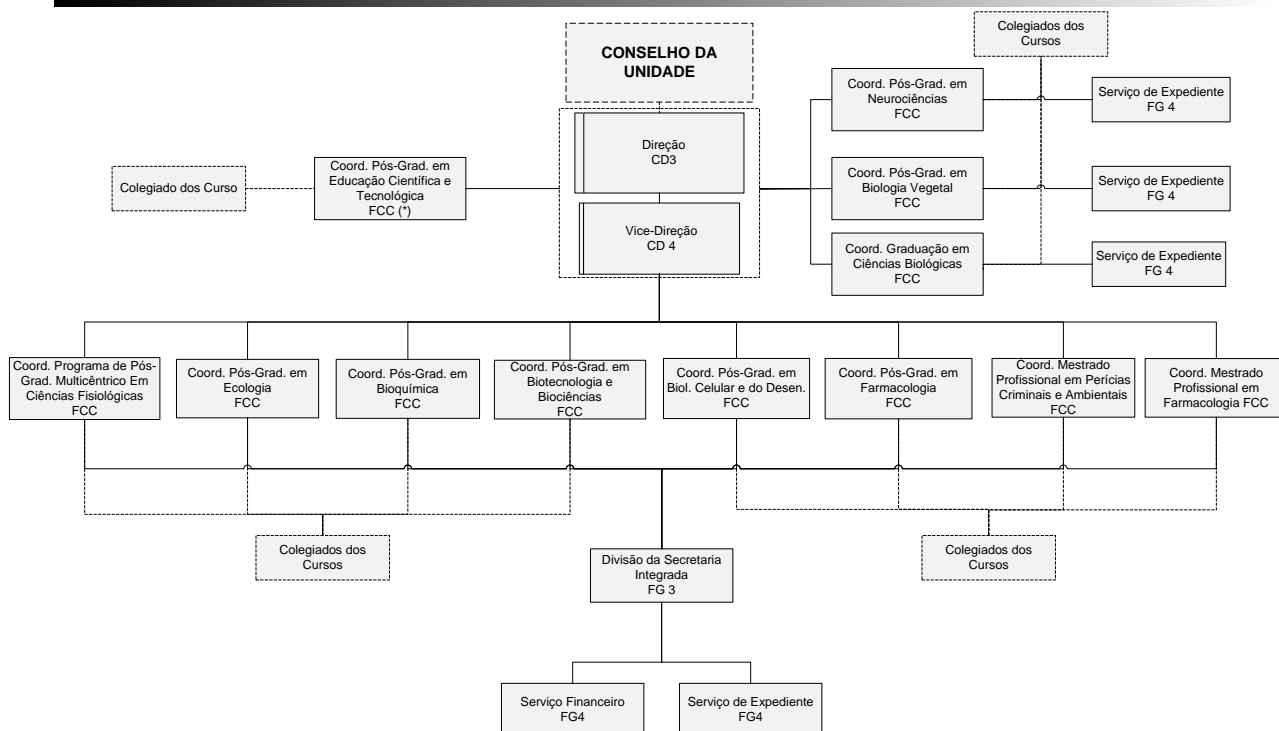 CONSELHO DA
UNIDADE
Colegiados dos
Cursos
Coord. Pós-Grad. em
Neurociências
FCC
Serviço de Expediente
FG 4
Direção
CD3
Colegiado dos Curso
Coord. Pós-Grad. em
Educação Científica e
Tecnológica
FCC (*)
Coord. Pós-Grad. em
Biologia Vegetal
FCC
Serviço de Expediente
FG 4
Vice-Direção
CD 4
Coord. Graduação em
Ciências Biológicas
FCC
Serviço de Expediente
FG 4
Coord. Programa de Pós-
Grad. Multicêntrico Em
Ciências Fisiológicas
FCC
Coord. Pós-Grad. em
Ecologia
FCC
Coord. Pós-Grad. em
Bioquímica
FCC
Coord. Pós-Grad. em
Biotecnologia e
Biociências
FCC
Coord. Pós-Grad. em
Biol. Celular e do Desen.
FCC
Coord. Pós-Grad. em
Farmacologia
FCC
Coord. Mestrado
Profissional em Perícias
Criminais e Ambientais
FCC
Coord. Mestrado
Profissional em
Farmacologia FCC
Colegiados dos
Cursos
Divisão da Secretaria
Integrada
FG 3
Colegiados dos
Cursos
Serviço Financeiro
FG4
Serviço de Expediente
FG4